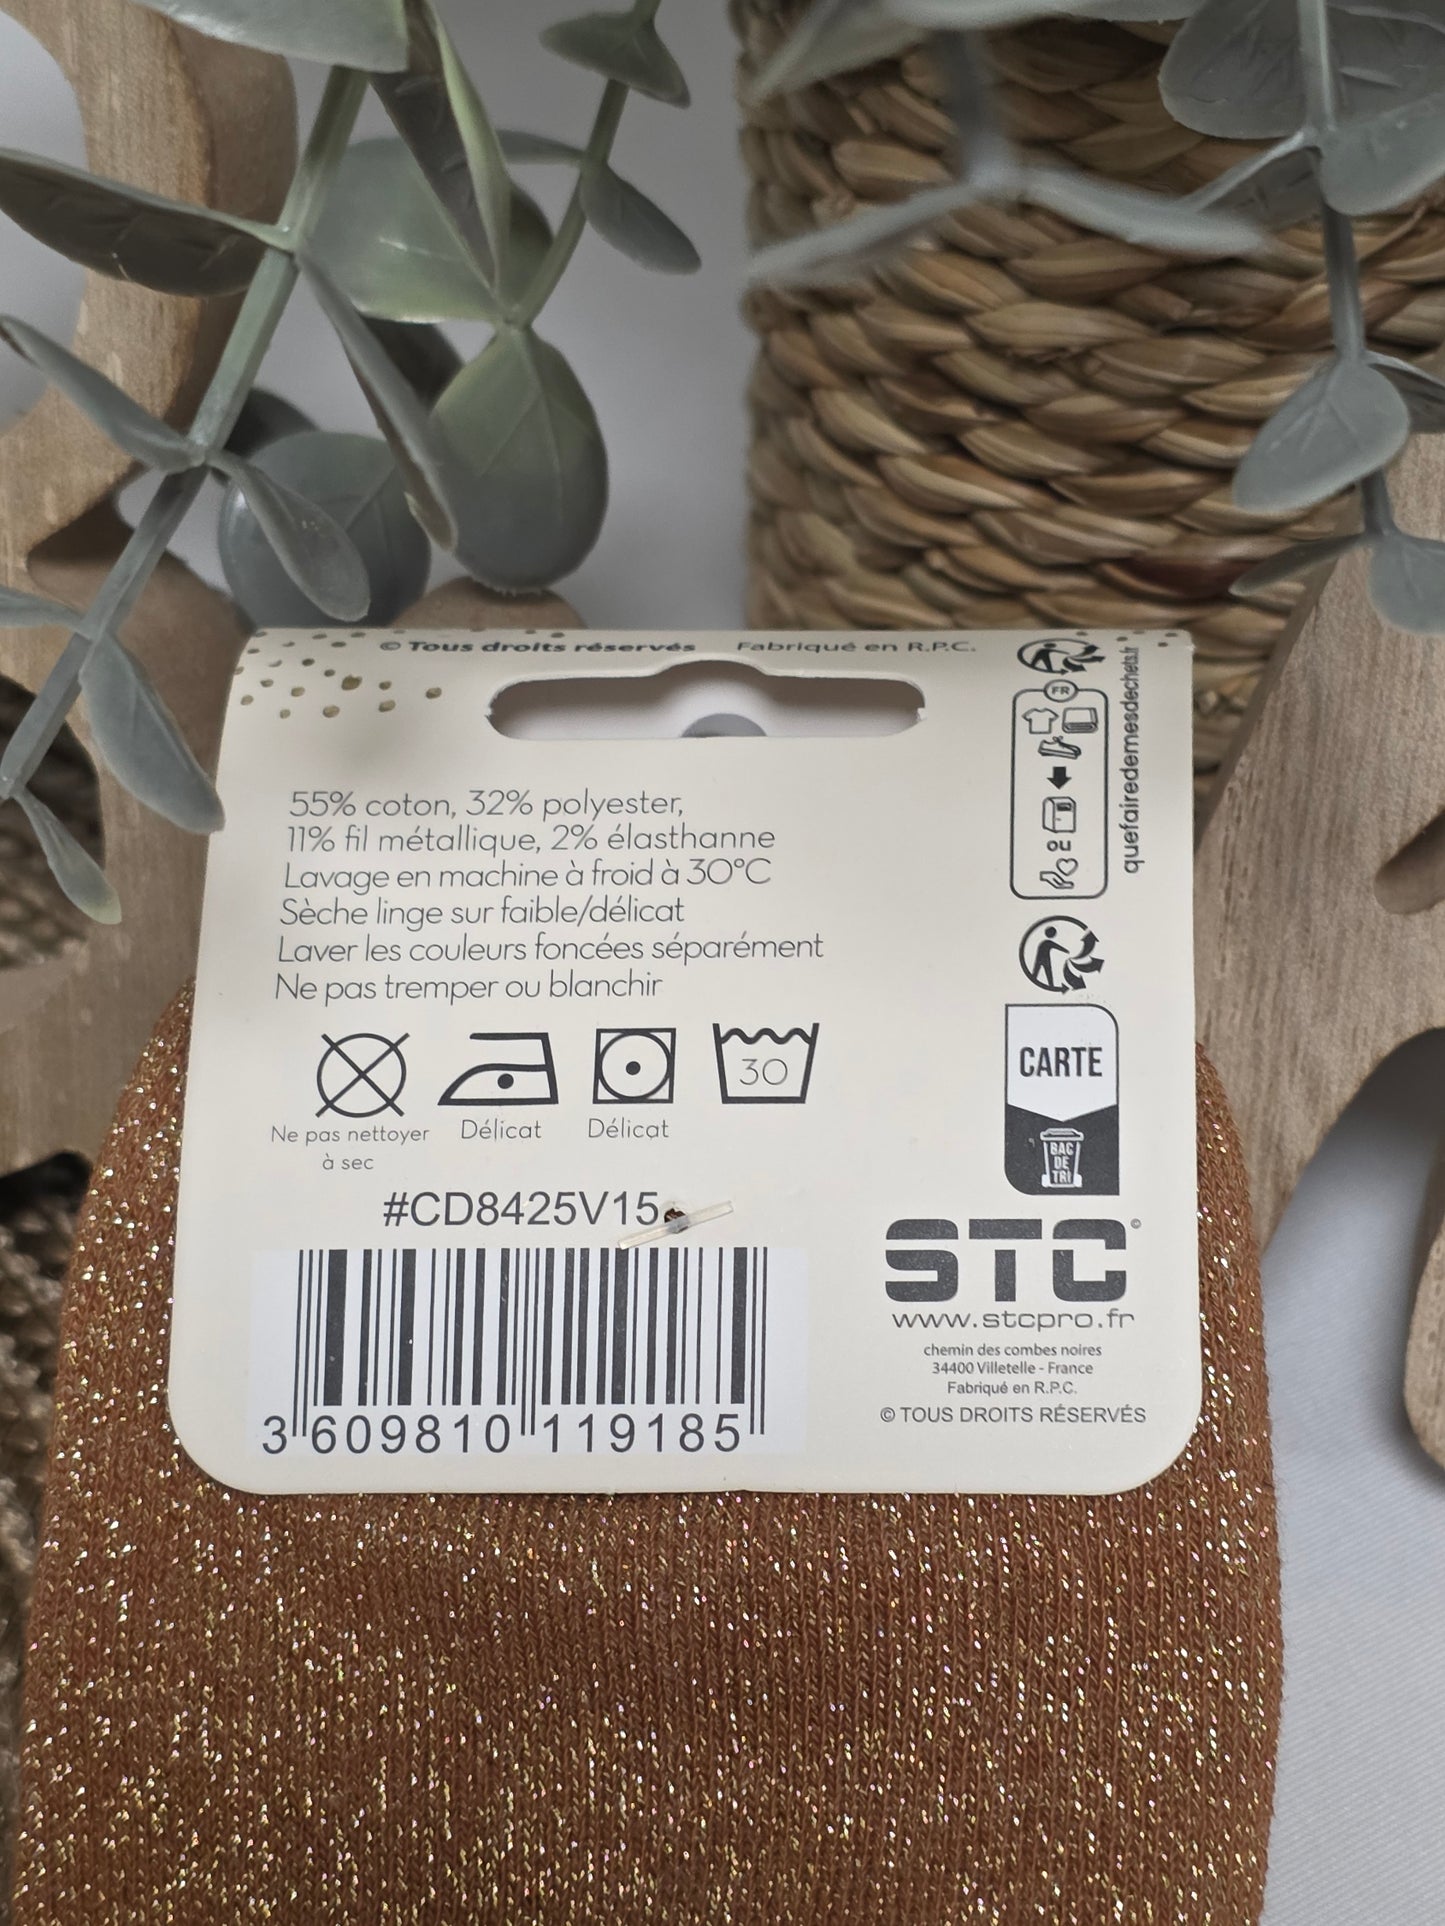 © Tous droits réservés Fabriqué en R.P.C.
55% coton, 32% polyester,
11% fil métallique, 2% élasthanne
Lavage en machine à froid à 30°C
Sèche linge sur faible/délicat
Laver les couleurs foncées séparément
Ne pas tremper ou blanchir
30
Ne pas nettoyer
à sec
Délicat
Délicat
#CD8425V15
3 609810 119185
FR
ou
quefairedemesdechets.fr
CARTE
BAC
DE
TRI
STC©
www.stcpro.fr
chemin des combes noires
34400 Villetelle - France
Fabriqué en R.P.C.
© TOUS DROITS RÉSERVÉS